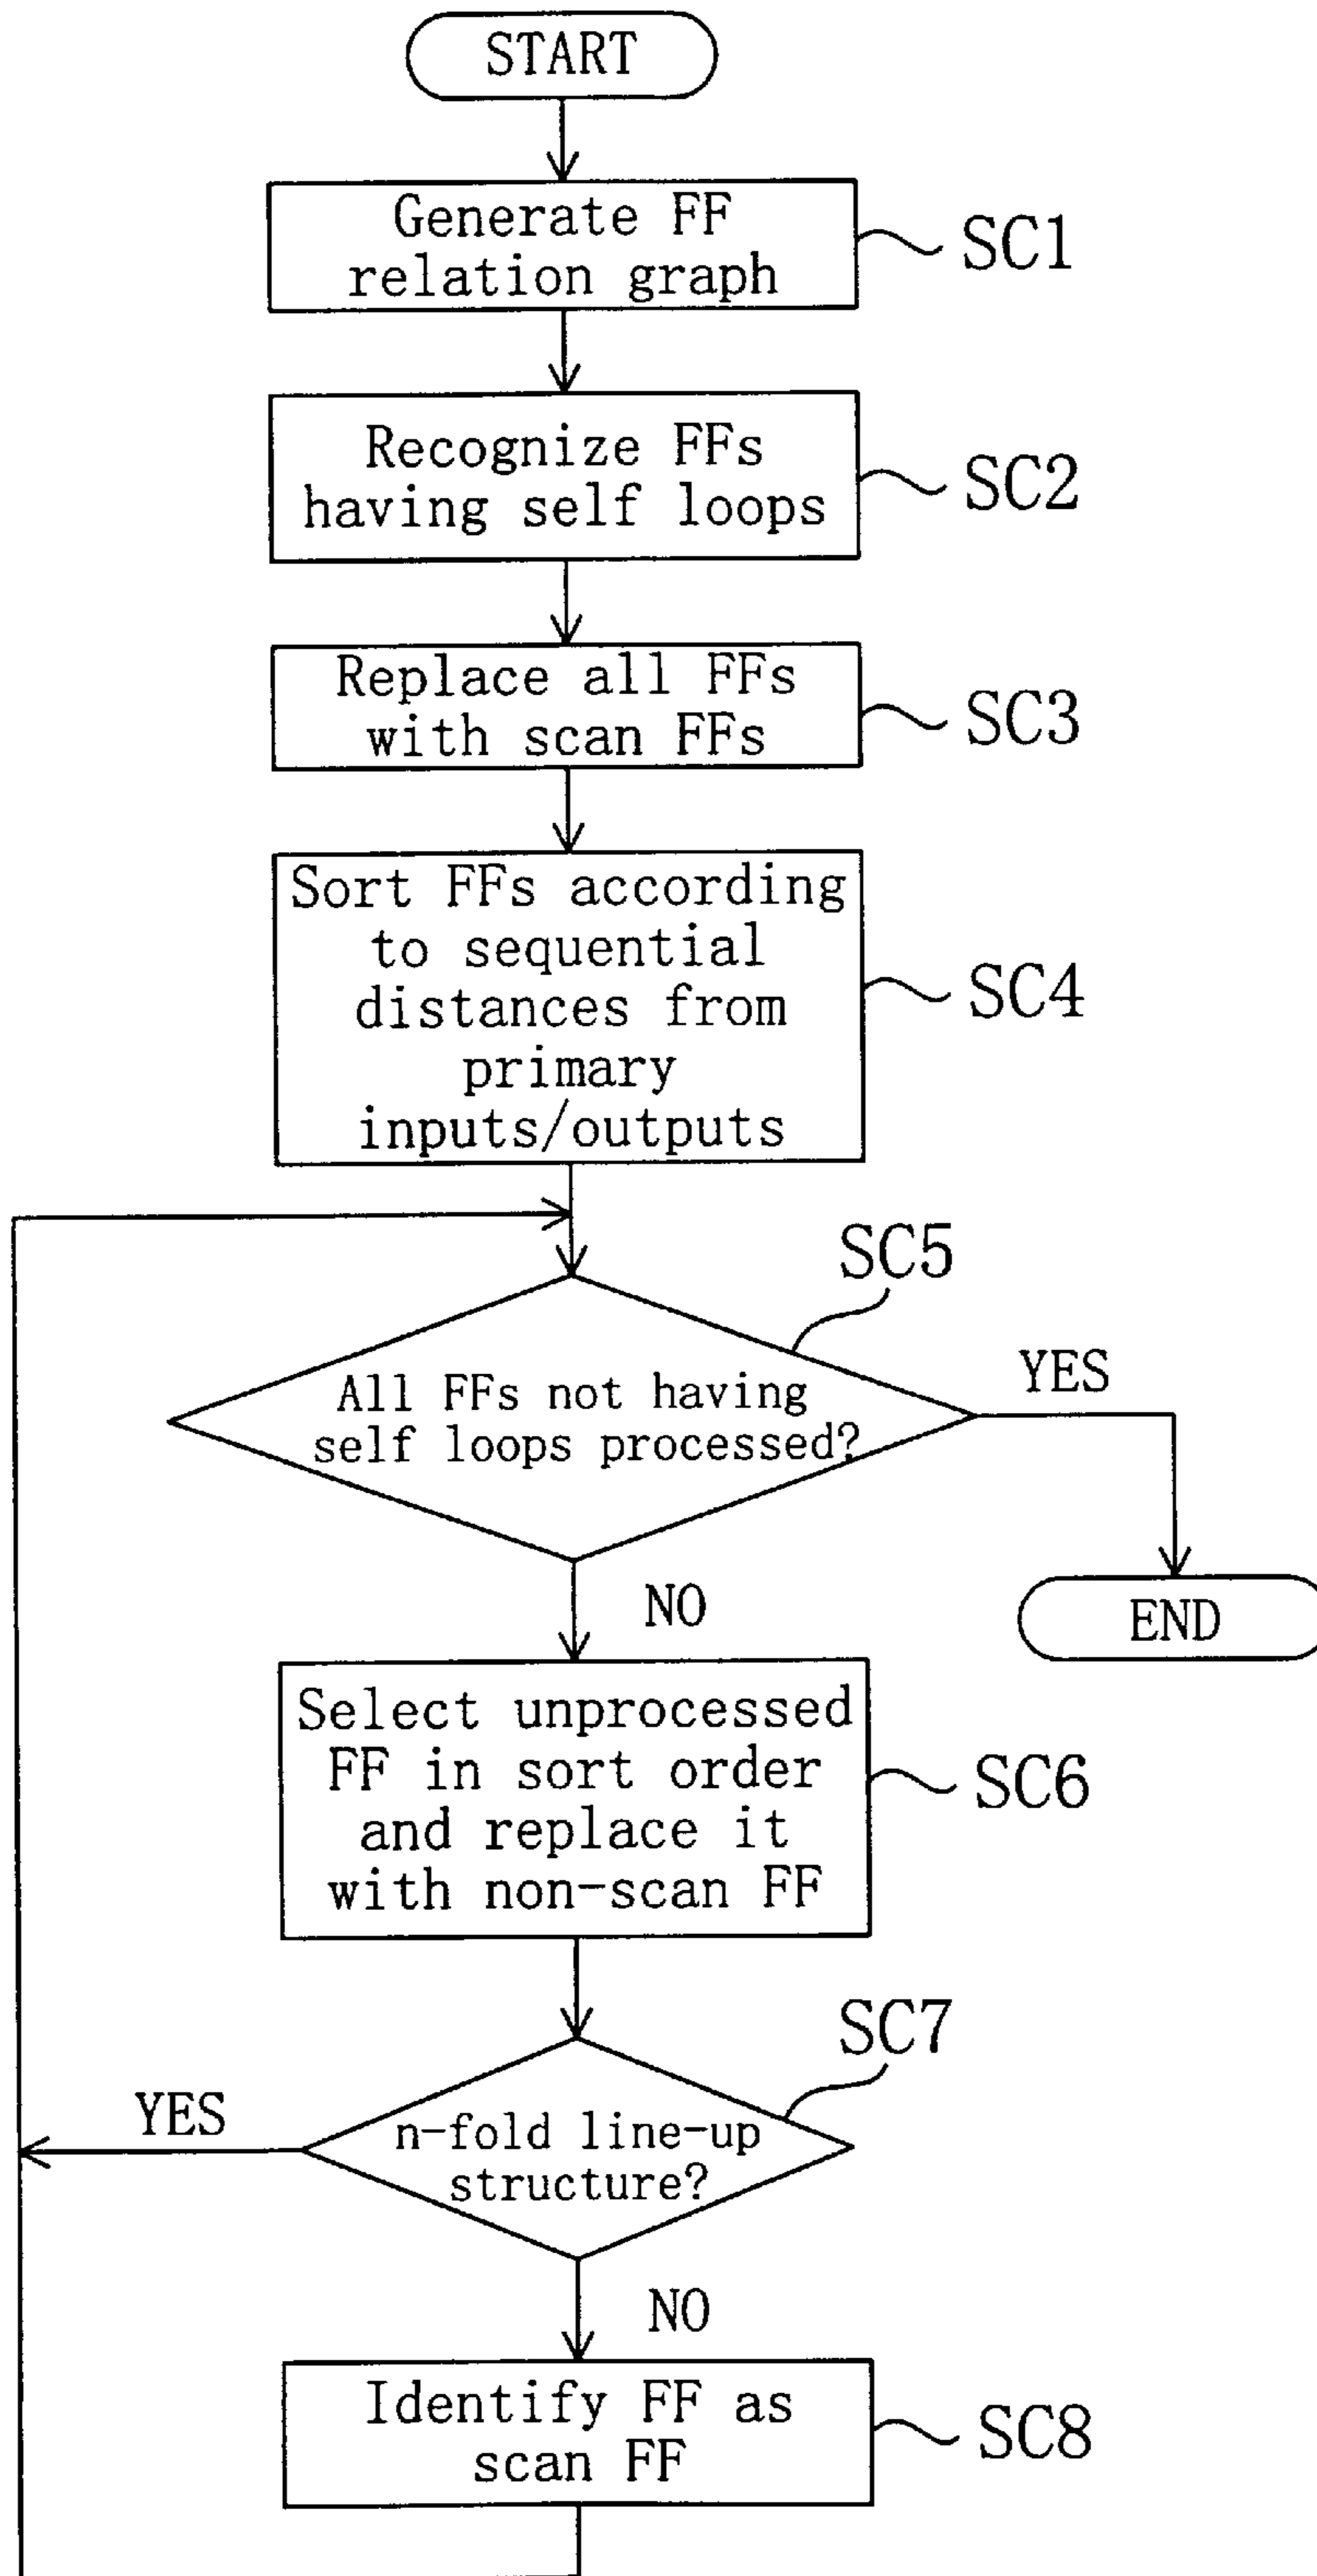 START
Generate FF
relation graph
SC1
Recognize FFs
having self loops
SC2
Replace all FFs
with scan FFs
SC3
Sort FFs according
to sequential
distances from
primary
inputs/outputs
SC4
SC5
All FFs not having
self loops processed?
YES
END
NO
Select unprocessed
FF in sort order
and replace it
with non-scan FF
SC6
SC7
n-fold line-up
structure?
YES
NO
Identify FF as
scan FF
SC8